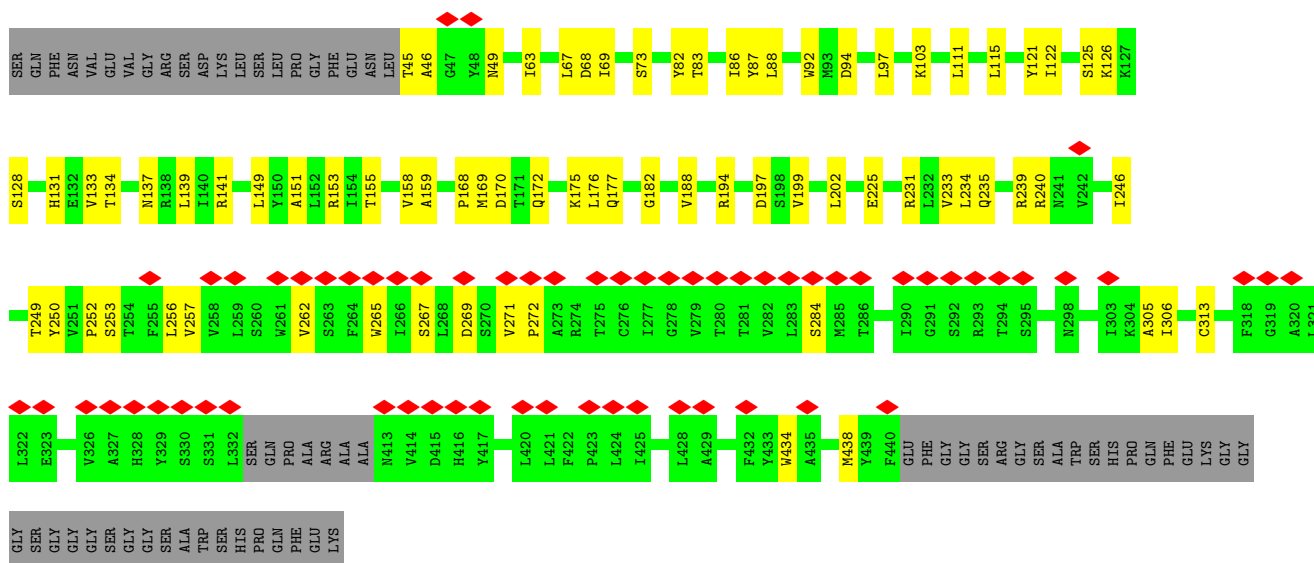 SER GLN PHE ASN VAL GLU VAL GLY ARG SER ASP LYS LEU SER LEU PRO GLY PHE GLU ASN LEU T45 A46 G47 Y48 N49 I63 L67 D68 I69 S73 Y82 T83 I86 Y87 L88 W92 M93 D94 L97 K103 L111 L115 Y121 I122 S125 K126 K127
S128 H131 E132 V133 T134 N137 R138 L139 I140 R141 L149 Y150 A151 L152 R153 I154 T155 V158 A159 P168 M169 D170 T171 Q172 K175 L176 Q177 G182 V188 R194 D197 S198 V199 L202 E225 R231 L232 V233 L234 Q235 R239 R240 N241 V242 I246
T249 Y250 V251 P252 S253 T254 F255 L256 V257 V258 L259 S260 W261 V262 S263 F264 W265 I266 S267 L268 D269 S270 V271 P272 A273 R274 T275 C276 I277 G278 V279 T280 T281 V282 L283 S284 M285 T286 I290 G291 S292 R293 T294 S295 N298 I303 K304 A305 I306 C313 F318 G319 A320 L321
L322 E323 V326 A327 H328 Y329 S330 S331 L332 SER GLN PRO ALA ARG ALA ALA N413 V414 D415 H416 Y417 L420 L421 F422 P423 L424 I425 L428 A429 F432 Y433 W434 A435 M438 Y439 F440 GLU PHE GLY GLY SER ARG GLY SER ALA TRP SER HIS PRO GLN PHE GLU LYS GLY GLY
GLY SER GLY GLY GLY SER GLY GLY SER ALA TRP SER HIS PRO GLN PHE GLU LYS